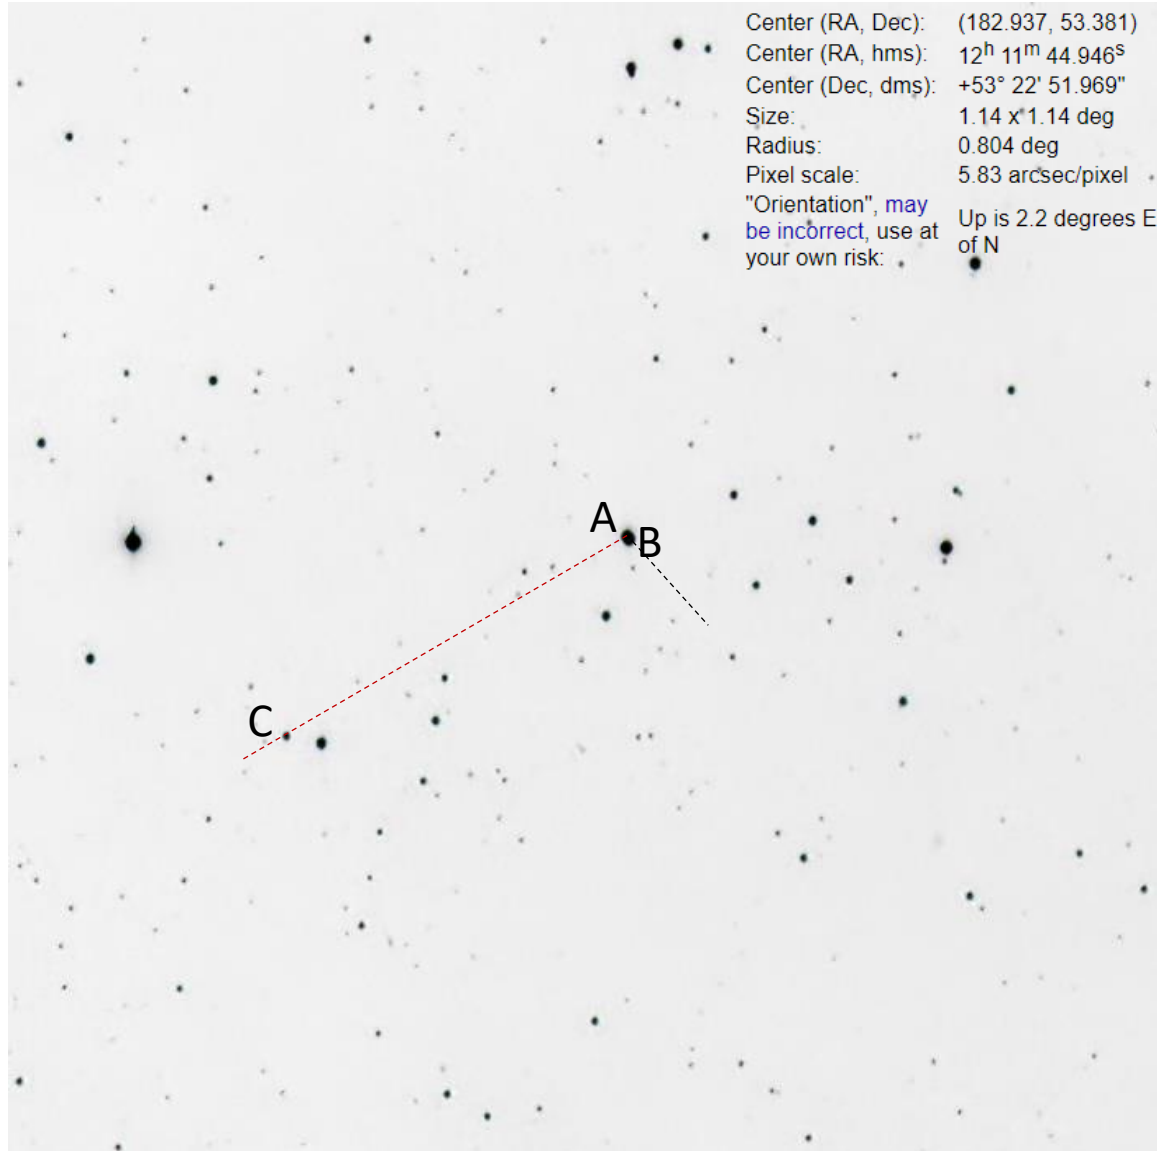 Center (RA, Dec): (182.937, 53.381)
Center (RA, hms): 12h 11m 44.946s
Center (Dec, dms): +53° 22' 51.969"
Size: 1.14 x 1.14 deg
Radius: 0.804 deg
Pixel scale: 5.83 arcsec/pixel
"Orientation", may
be incorrect, use at
your own risk:
Up is 2.2 degrees E
of N
A
B
C